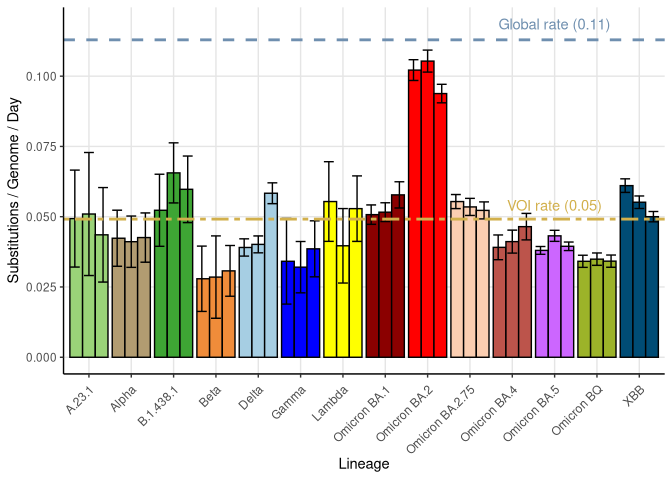 Global rate (0.11)
VOI rate (0.05)
Substitutions / Genome / Day
0.100
0.075
0.050
0.025
0.000
A.23.1
Alpha
B.1.438.1
Beta
Delta
Gamma
Lambda
Omicron BA.1
Omicron BA.2
Omicron BA.2.75
Omicron BA.4
Omicron BA.5
Omicron BQ
XBB
Lineage